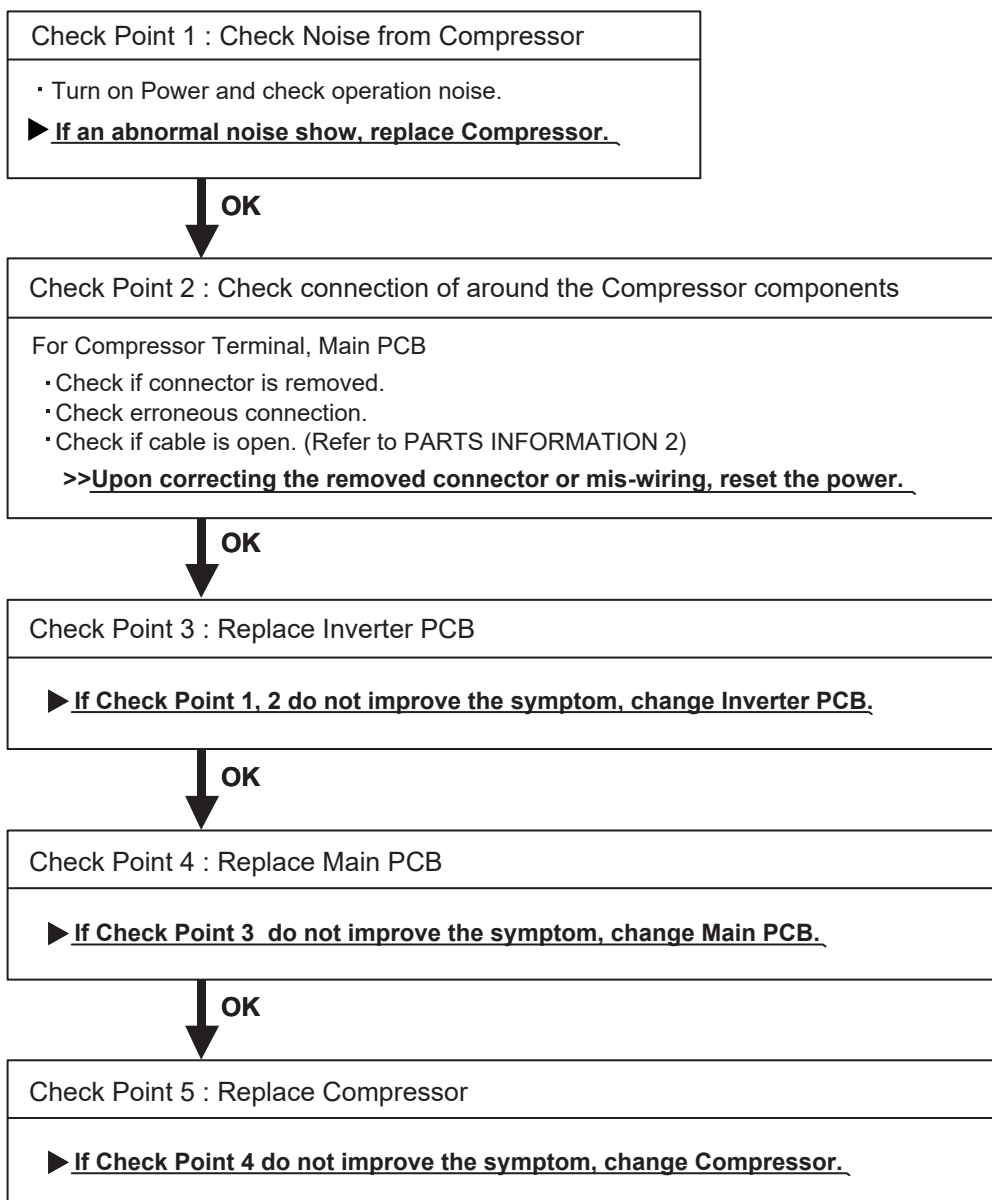 Check Point 1 : Check Noise from Compressor
・Turn on Power and check operation noise.
▶ If an abnormal noise show, replace Compressor.
OK
Check Point 2 : Check connection of around the Compressor components
For Compressor Terminal, Main PCB
・Check if connector is removed.
・Check erroneous connection.
・Check if cable is open. (Refer to PARTS INFORMATION 2)
>>Upon correcting the removed connector or mis-wiring, reset the power.
OK
Check Point 3 : Replace Inverter PCB
▶ If Check Point 1, 2 do not improve the symptom, change Inverter PCB.
OK
Check Point 4 : Replace Main PCB
▶ If Check Point 3 do not improve the symptom, change Main PCB.
OK
Check Point 5 : Replace Compressor
▶ If Check Point 4 do not improve the symptom, change Compressor.